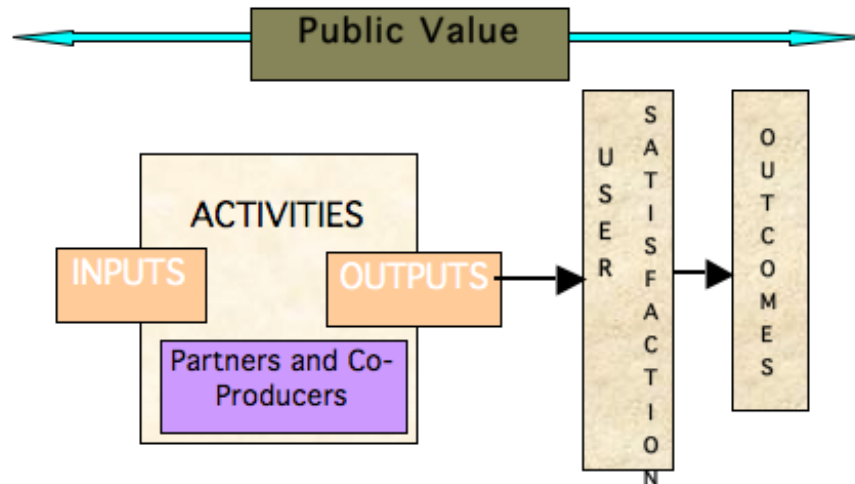 Public Value
ACTIVITIES
INPUTS
OUTPUTS
Partners and Co-
Producers
USER
SATISFACTION
OUTCOMES